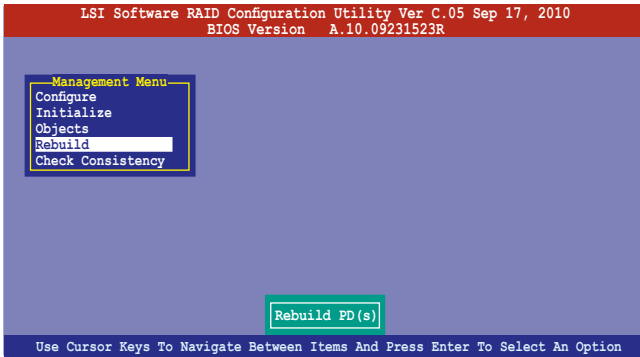 LSI Software RAID Configuration Utility Ver C.05 Sep 17, 2010
BIOS Version A.10.09231523R
Management Menu
Configure
Initialize
Objects
Rebuild
Check Consistency
Rebuild PD(s)
Use Cursor Keys To Navigate Between Items And Press Enter To Select An Option